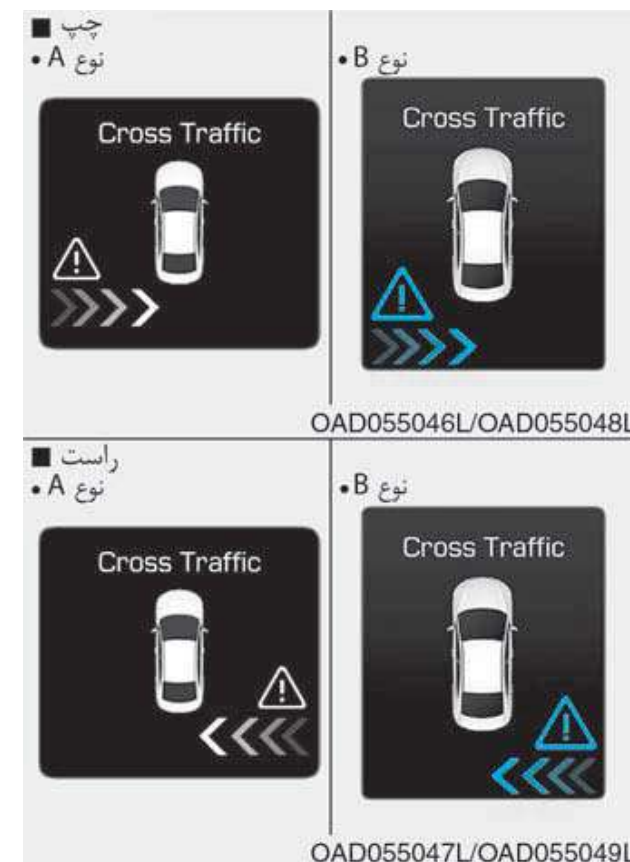 ■ چپ
• نوع A
• نوع B
Cross Traffic
Cross Traffic
OAD055046L/OAD055048L
■ راست
• نوع A
• نوع B
Cross Traffic
Cross Traffic
OAD055047L/OAD055049L